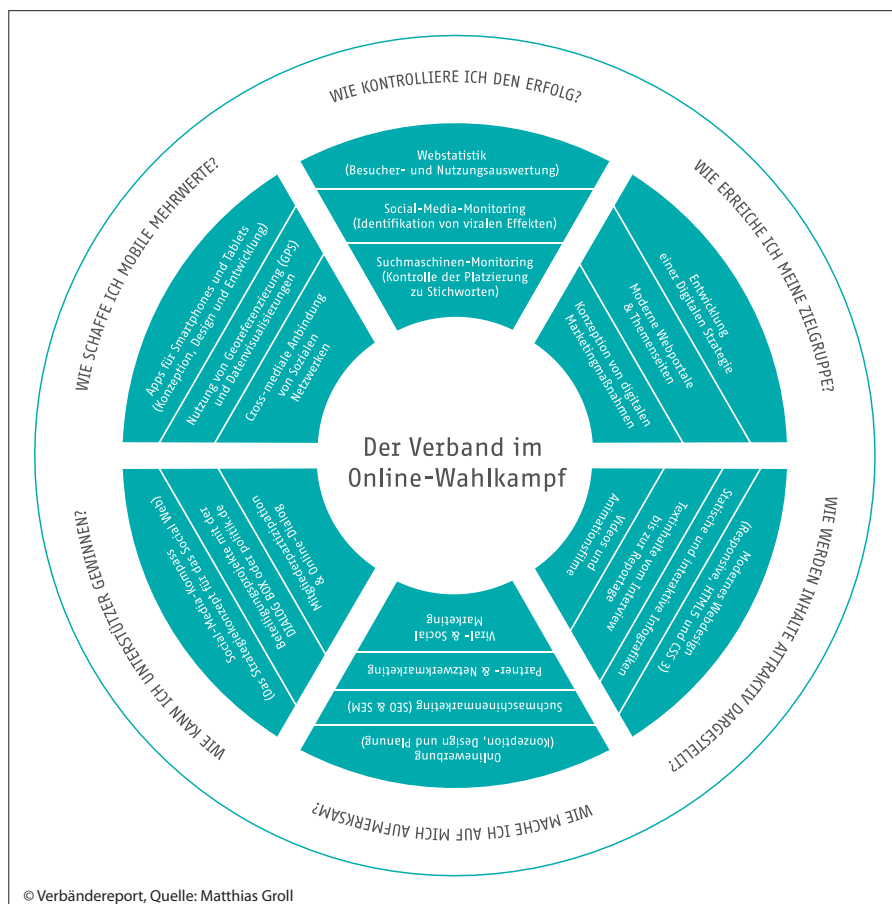 WIE KONTROLLIERE ICH DEN ERFOLG?
Webstatistik
(Besucher- und Nutzungsauswertung)
Social-Media-Monitoring
(Identifikation von viralen Effekten)
Suchmaschinen-Monitoring
(Kontrolle der Platzierung
zu Stichworten)
WIE ERREICHE ICH MEINE ZIELGRUPPE?
Entwicklung
einer Digitalen Strategie
Moderne Webportale
& Themenseiten
Konzeption von digitalen
Marketingmaßnahmen
WIE WERDEN INHALTE ATTRAKTIV DARGESTELLT?
Modernes Webdesign
(Responsive, HTML5 und CSS 3)
Statische und interaktive Infografiken
Textinhalte vom Interview
bis zur Reportage
Videos und
Animationsfilme
WIE MACHE ICH AUF MICH AUFMERKSAM?
Onlinewerbung
(Konzeption, Design und Planung)
Suchmaschinenmarketing (SEO & SEM)
Partner- & Netzwerkmarketing
Viral- & Social
Marketing
WIE KANN ICH UNTERSTÜTZER GEWINNEN?
Social-Media-Kompass
(Das Strategiekonzept für das Social Web)
Beteiligungsprojekte mit der
DIALOG BOX oder politik.de
Mitgliederpartizipation
& Online-Dialog
WIE SCHAFFE ICH MOBILE MEHRWERTE?
Apps für Smartphones und Tablets
(Konzeption, Design und Entwicklung)
Nutzung von Georeferenzierung (GPS)
und Datenvisualisierungen
Cross-mediale Anbindung
von Sozialen
Netzwerken
Der Verband im
Online-Wahlkampf
© Verbändereport, Quelle: Matthias Groll